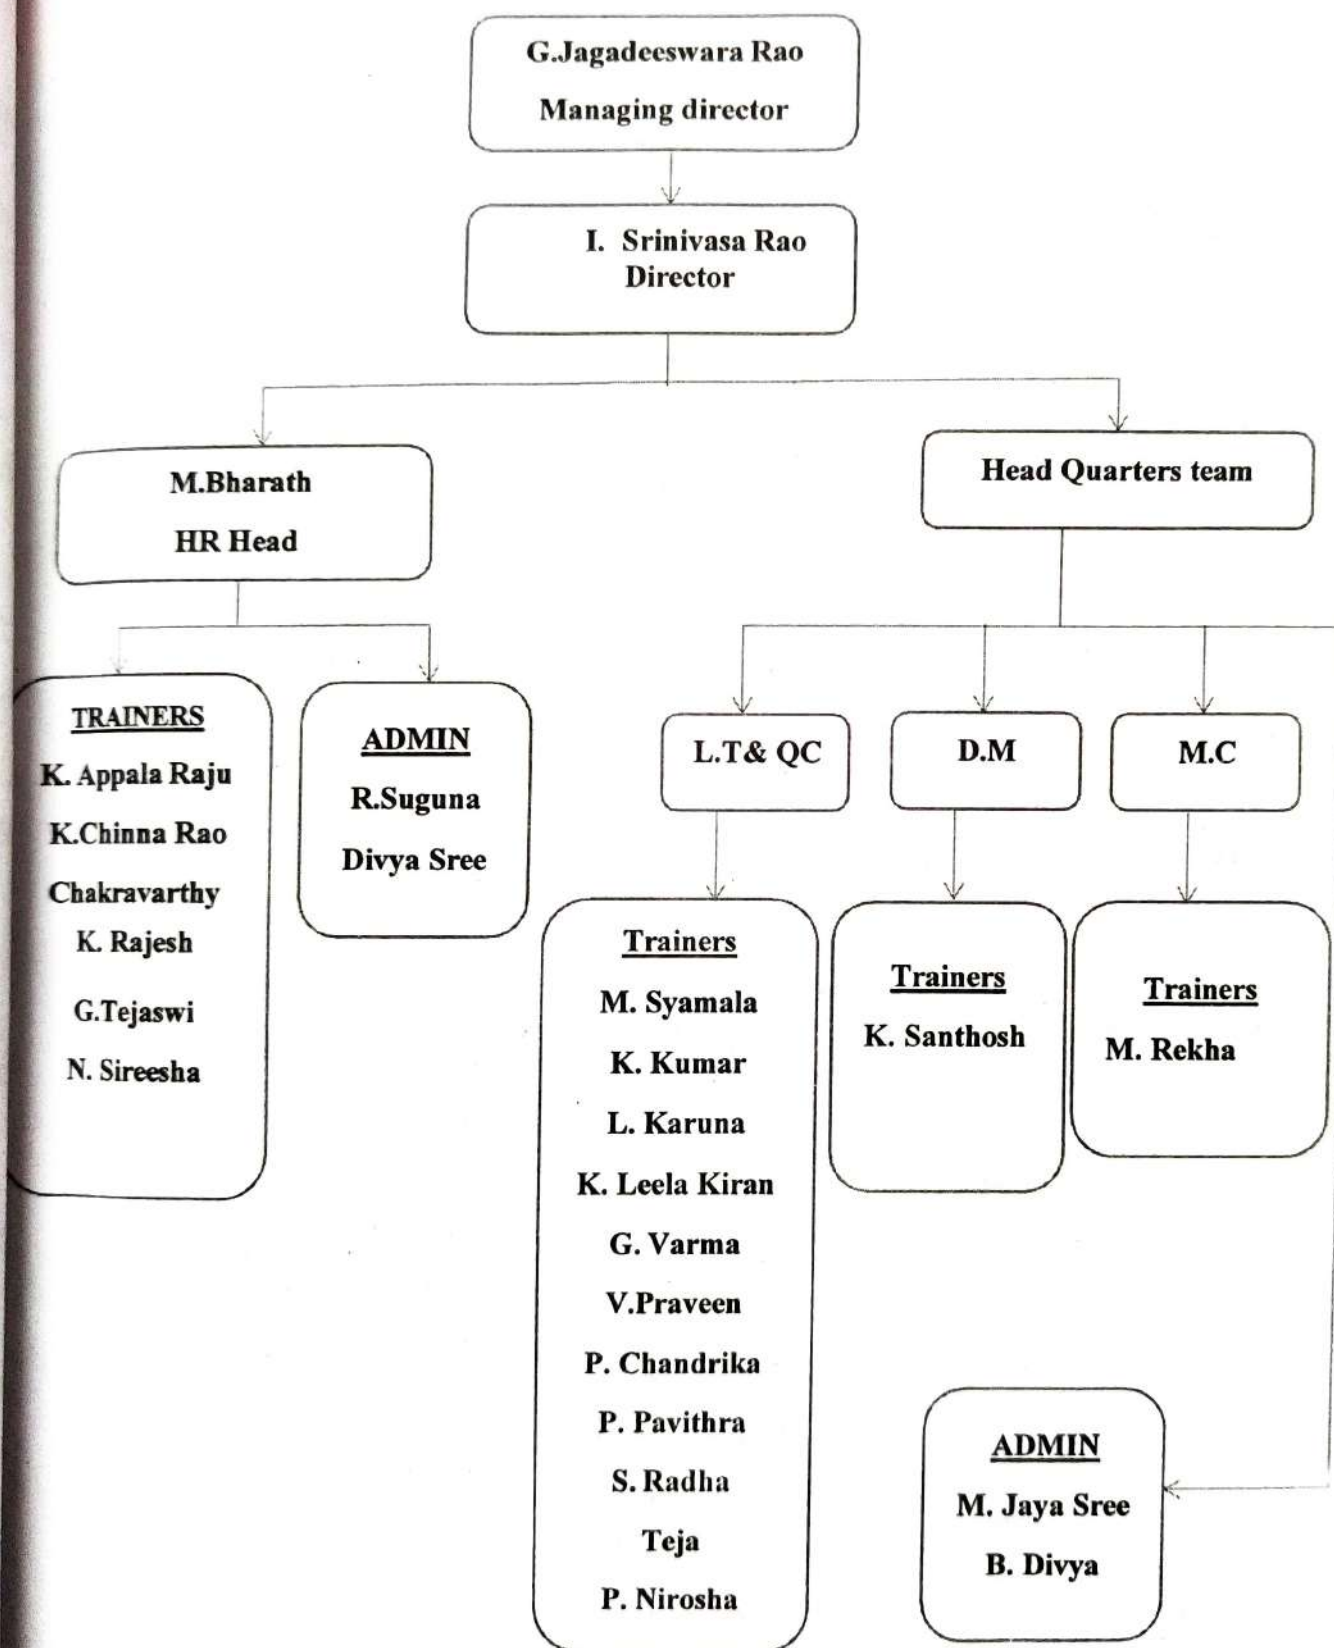 G.Jagadeeswara Rao
Managing director
I. Srinivasa Rao
Director
M.Bharath
HR Head
Head Quarters team
TRAINERS
K. Appala Raju
K.Chinna Rao
Chakravarthy
K. Rajesh
G.Tejaswi
N. Sireesha
ADMIN
R.Suguna
Divya Sree
L.T& QC
D.M
M.C
Trainers
M. Syamala
K. Kumar
L. Karuna
K. Leela Kiran
G. Varma
V.Praveen
P. Chandrika
P. Pavithra
S. Radha
Teja
P. Nirosha
Trainers
K. Santhosh
Trainers
M. Rekha
ADMIN
M. Jaya Sree
B. Divya